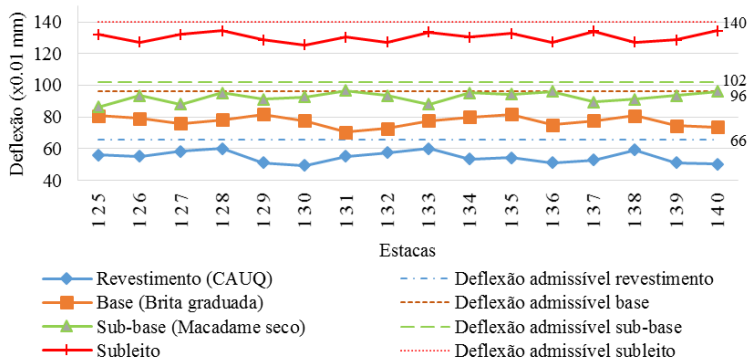 Deflexão (x0.01 mm)
140
120
100
80
60
40
140
102
96
66
125 126 127 128 129 130 131 132 133 134 135 136 137 138 139 140
Estacas
Revestimento (CAUQ)
Deflexão admissível revestimento
Base (Brita graduada)
Deflexão admissível base
Sub-base (Macadame seco)
Deflexão admissível sub-base
Subleito
Deflexão admissível subleito